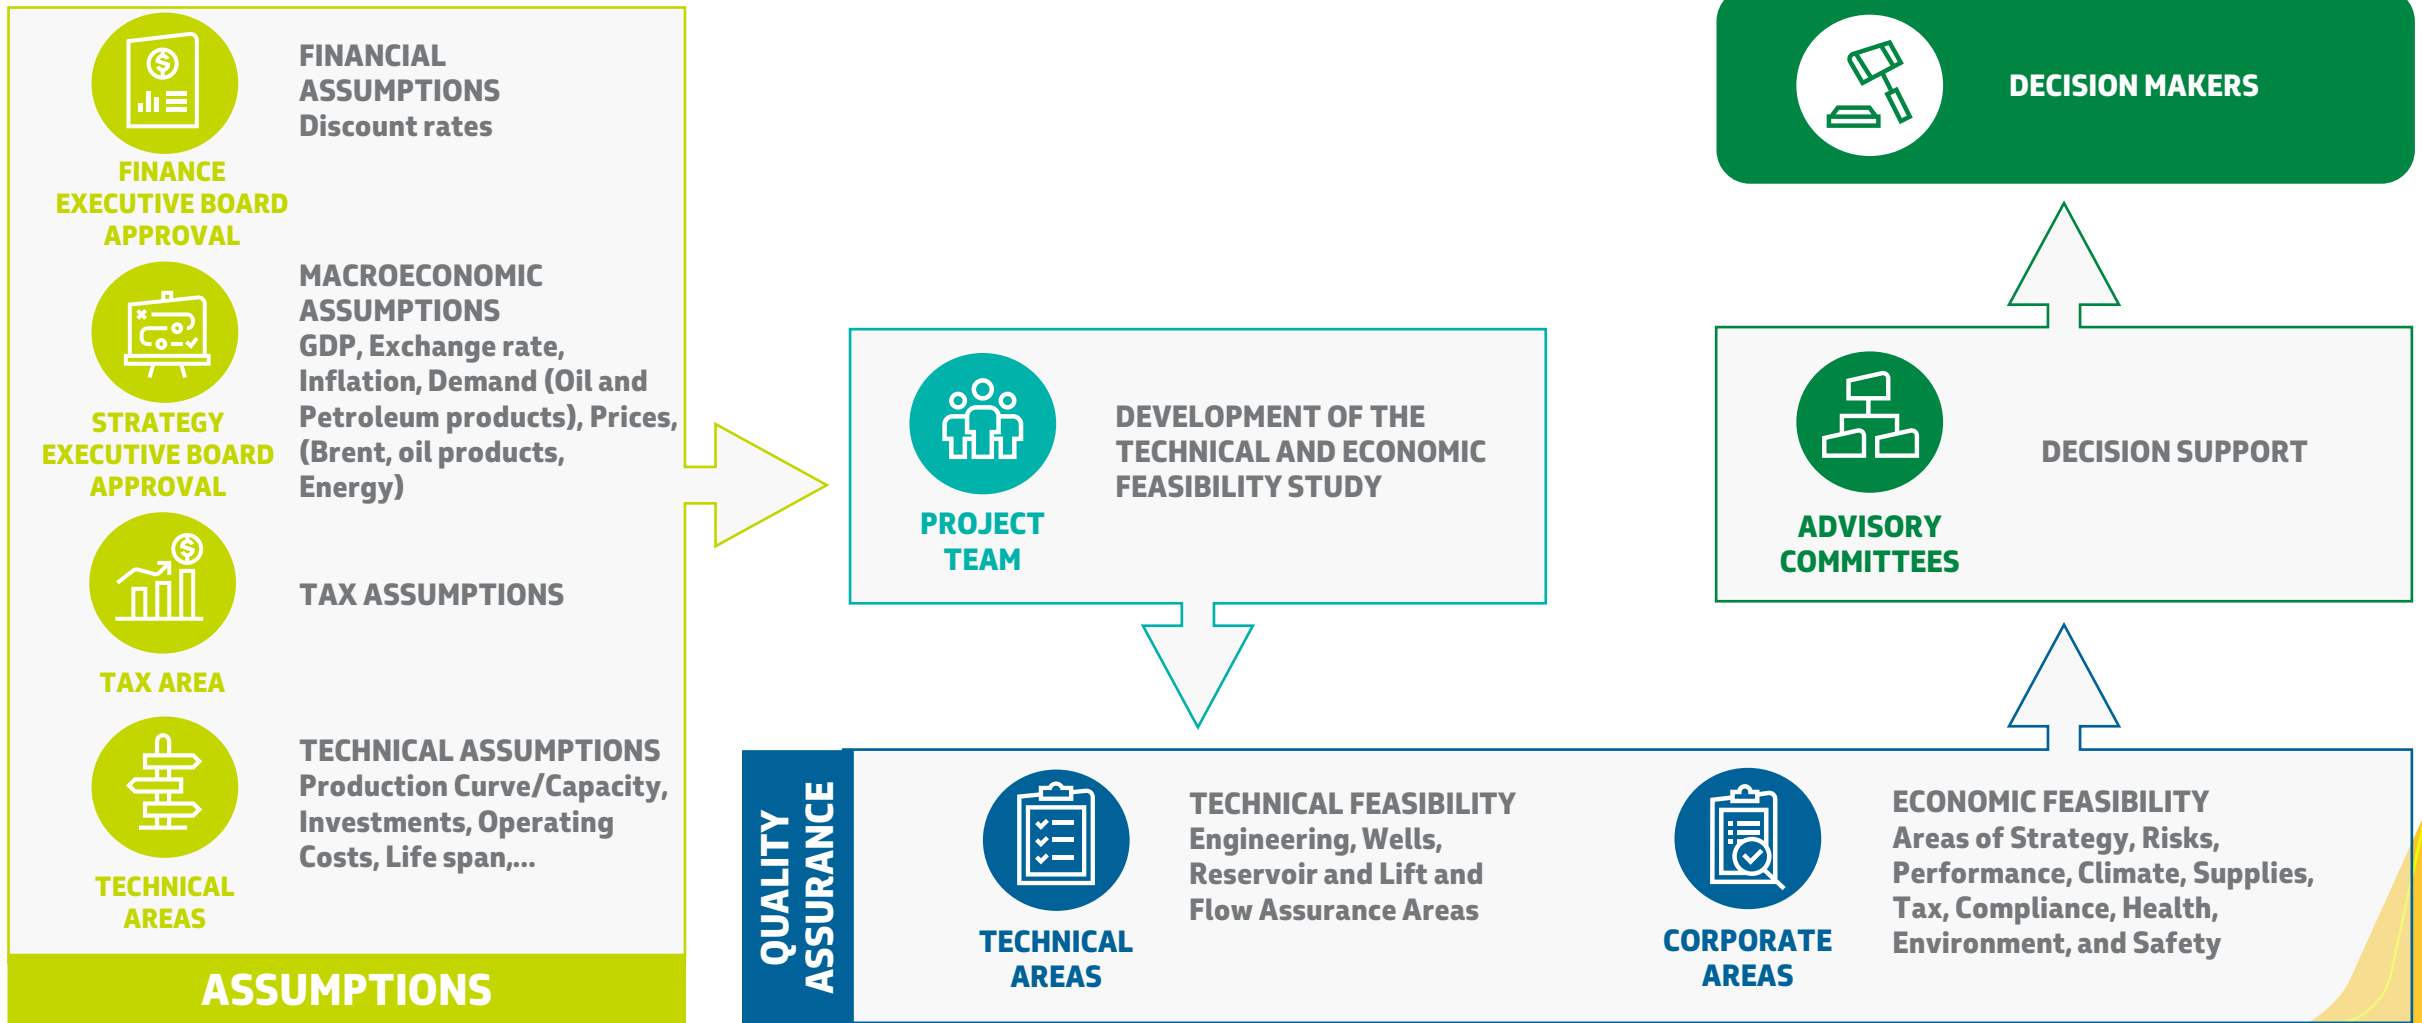 FINANCE
EXECUTIVE BOARD
APPROVAL
FINANCIAL
ASSUMPTIONS
Discount rates
STRATEGY
EXECUTIVE BOARD
APPROVAL
MACROECONOMIC
ASSUMPTIONS
GDP, Exchange rate,
Inflation, Demand (Oil and
Petroleum products), Prices,
(Brent, oil products,
Energy)
TAX AREA
TAX ASSUMPTIONS
TECHNICAL
AREAS
TECHNICAL ASSUMPTIONS
Production Curve/Capacity,
Investments, Operating
Costs, Life span,...
ASSUMPTIONS
PROJECT
TEAM
DEVELOPMENT OF THE
TECHNICAL AND ECONOMIC
FEASIBILITY STUDY
QUALITY
ASSURANCE
TECHNICAL
AREAS
TECHNICAL FEASIBILITY
Engineering, Wells,
Reservoir and Lift and
Flow Assurance Areas
CORPORATE
AREAS
ECONOMIC FEASIBILITY
Areas of Strategy, Risks,
Performance, Climate, Supplies,
Tax, Compliance, Health,
Environment, and Safety
ADVISORY
COMMITTEES
DECISION SUPPORT
DECISION MAKERS